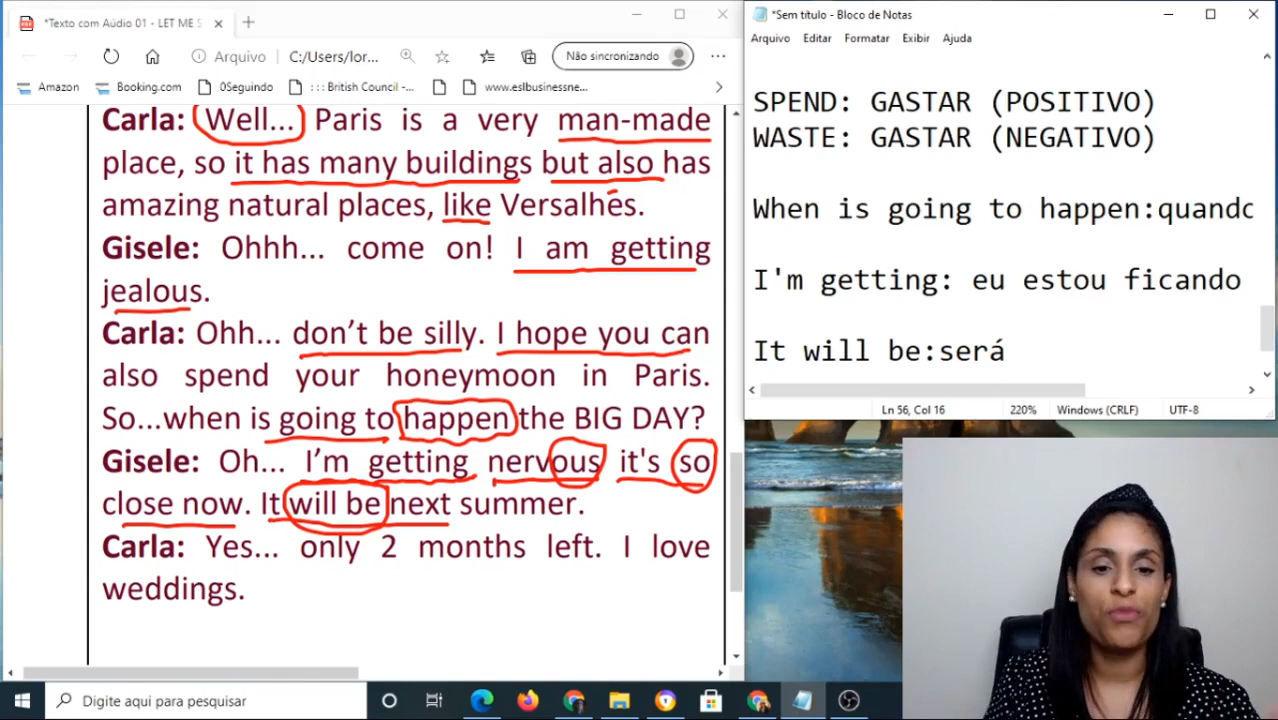 *Texto com Aúdio 01 - LET ME S
Arquivo
C:/Users/lor...
Não sincronizando
Amazon
Booking.com
0Seguindo
: : : British Council -...
www.eslbusinessne...
Carla: Well... Paris is a very man-made
place, so it has many buildings but also has
amazing natural places, like Versalhes.
Gisele: Ohhh... come on! I am getting
jealous.
Carla: Ohh... don't be silly. I hope you can
also spend your honeymoon in Paris.
So...when is going to happen the BIG DAY?
Gisele: Oh... I'm getting nervous it's so
close now. It will be next summer.
Carla: Yes... only 2 months left. I love
weddings.
*Sem título - Bloco de Notas
Arquivo Editar Formatar Exibir Ajuda
SPEND: GASTAR (POSITIVO)
WASTE: GASTAR (NEGATIVO)
When is going to happen:quando
I'm getting: eu estou ficando
It will be:será
Ln 56, Col 16 220% Windows (CRLF) UTF-8
Digite aqui para pesquisar